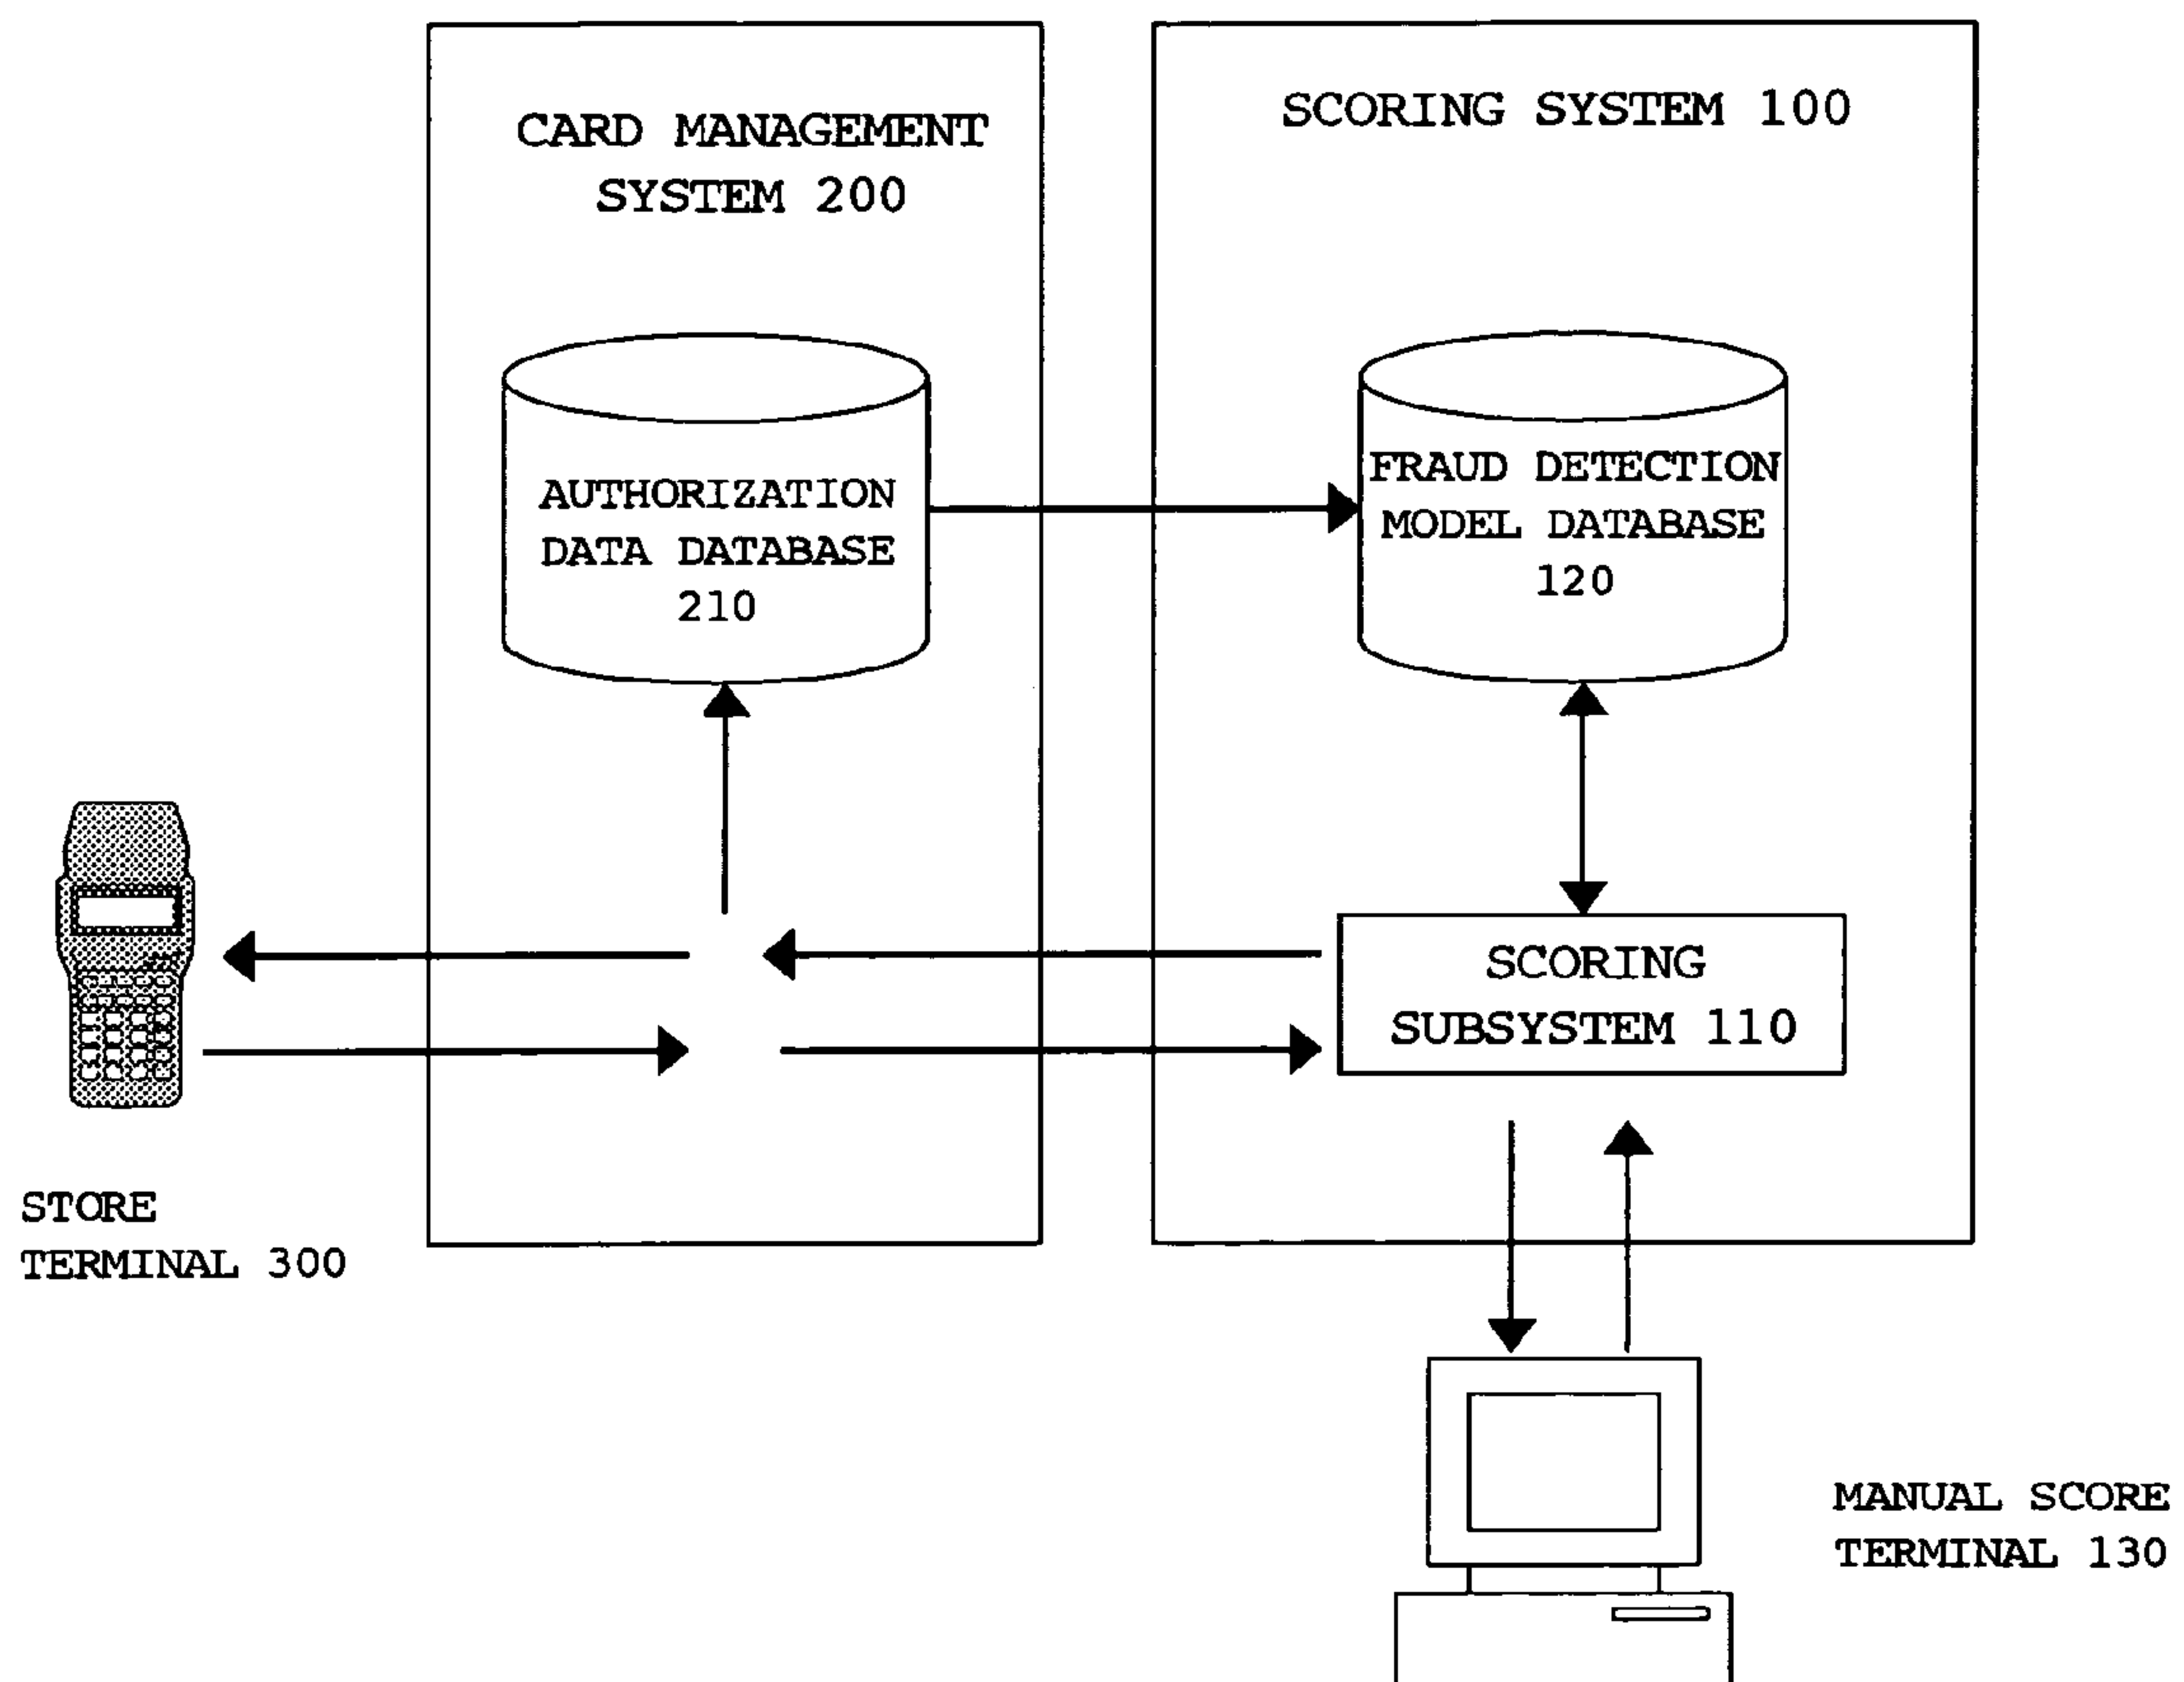 CARD MANAGEMENT
SYSTEM 200
SCORING SYSTEM 100
AUTHORIZATION
DATA DATABASE
210
FRAUD DETECTION
MODEL DATABASE
120
SCORING
SUBSYSTEM 110
STORE
TERMINAL 300
MANUAL SCORE
TERMINAL 130